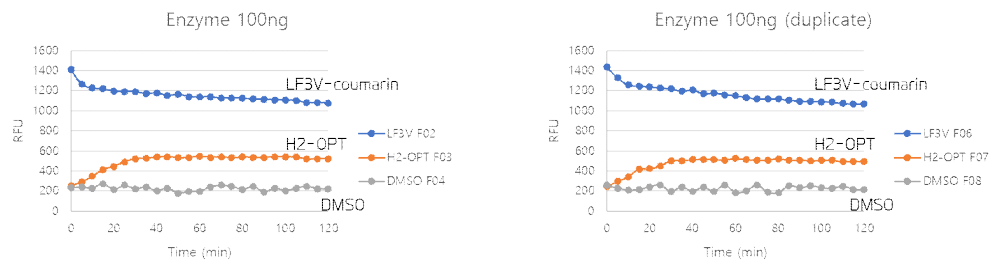 Enzyme 100ng
1600
1400
1200
1000
800
600
400
200
0
RFU
0 20 40 60 80 100 120
Time (min)
LF3V-coumarin
H2-OPT
DMSO
LF3V F02
H2-OPT F03
DMSO F04
Enzyme 100ng (duplicate)
1600
1400
1200
1000
800
600
400
200
0
RFU
0 20 40 60 80 100 120
Time (min)
LF3V-coumarin
H2-OPT
DMSO
LF3V F06
H2-OPT F07
DMSO F08